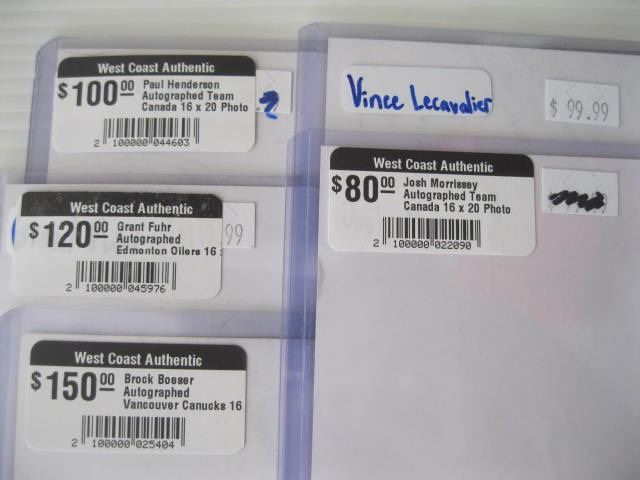 West Coast Authentic
$100 00 Paul Henderson
Autographed Team
Canada 16 x 20 Photo
2 100000 044603
Vince Lecavalier
$ 99.99
West Coast Authentic
$80 00 Josh Morrissey
Autographed Team
Canada 16 x 20 Photo
2 100000 022090
West Coast Authentic
$120 00 Grant Fuhr
Autographed
Edmonton Oilers 16
2 100000 045976
99
West Coast Authentic
$150 00 Brock Boeser
Autographed
Vancouver Canucks 16
2 100000 025404